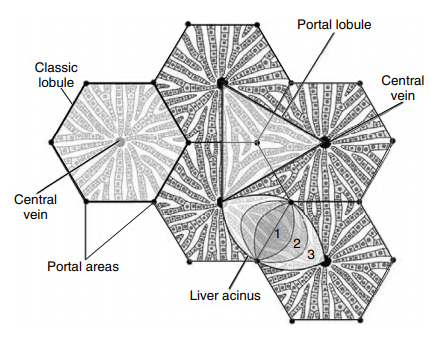 Portal lobule
Classic
lobule
Central
vein
Central
vein
1
2
3
Portal areas
Liver acinus